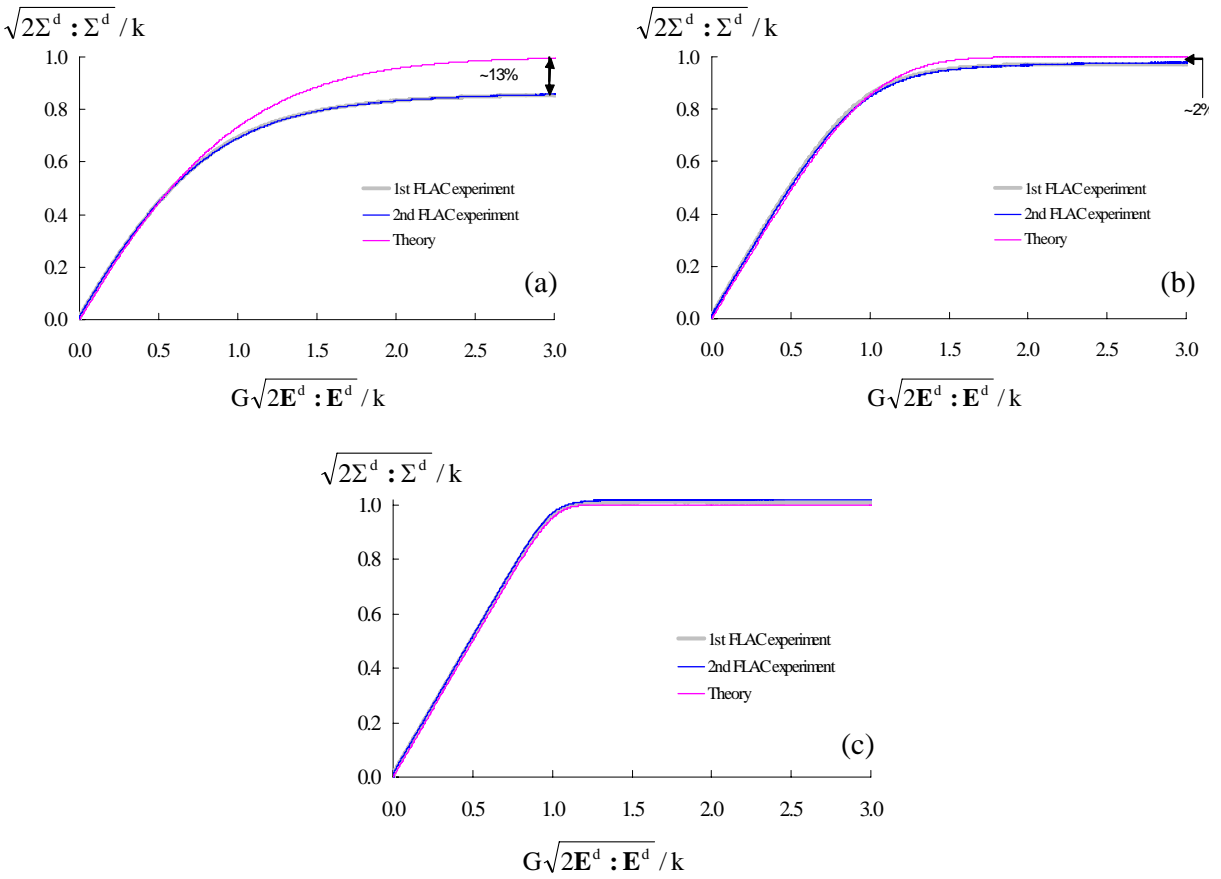 √2Σᵈ : Σᵈ / k
1.0
0.8
0.6
0.4
0.2
0.0
~13%
1st FLAC experiment
2nd FLAC experiment
Theory
(a)
0.0 0.5 1.0 1.5 2.0 2.5 3.0
G√2Eᵈ : Eᵈ / k
√2Σᵈ : Σᵈ / k
1.0
0.8
0.6
0.4
0.2
0.0
~2%
1st FLAC experiment
2nd FLAC experiment
Theory
(b)
0.0 0.5 1.0 1.5 2.0 2.5 3.0
G√2Eᵈ : Eᵈ / k
√2Σᵈ : Σᵈ / k
1.0
0.8
0.6
0.4
0.2
0.0
1st FLAC experiment
2nd FLAC experiment
Theory
(c)
0.0 0.5 1.0 1.5 2.0 2.5 3.0
G√2Eᵈ : Eᵈ / k